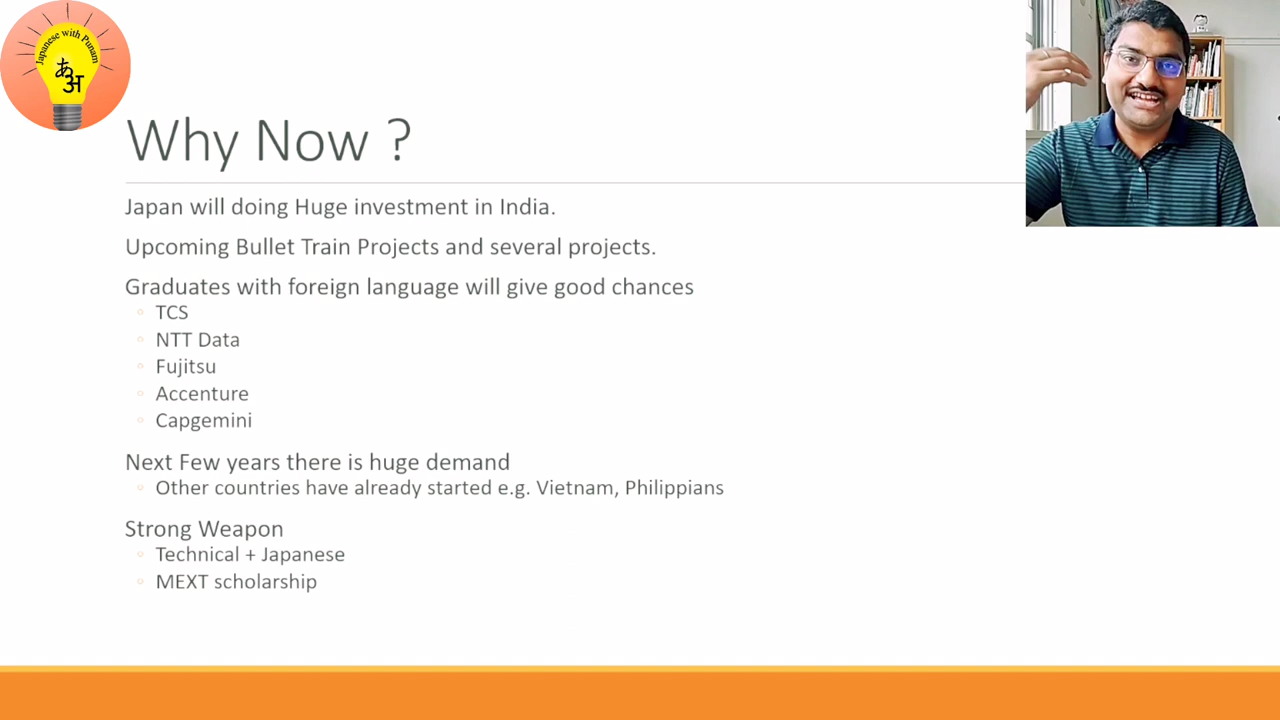 Japanese with Punam
あ
अ
Why Now ?
Japan will doing Huge investment in India.
Upcoming Bullet Train Projects and several projects.
Graduates with foreign language will give good chances
TCS
NTT Data
Fujitsu
Accenture
Capgemini
Next Few years there is huge demand
Other countries have already started e.g. Vietnam, Philippians
Strong Weapon
Technical + Japanese
MEXT scholarship